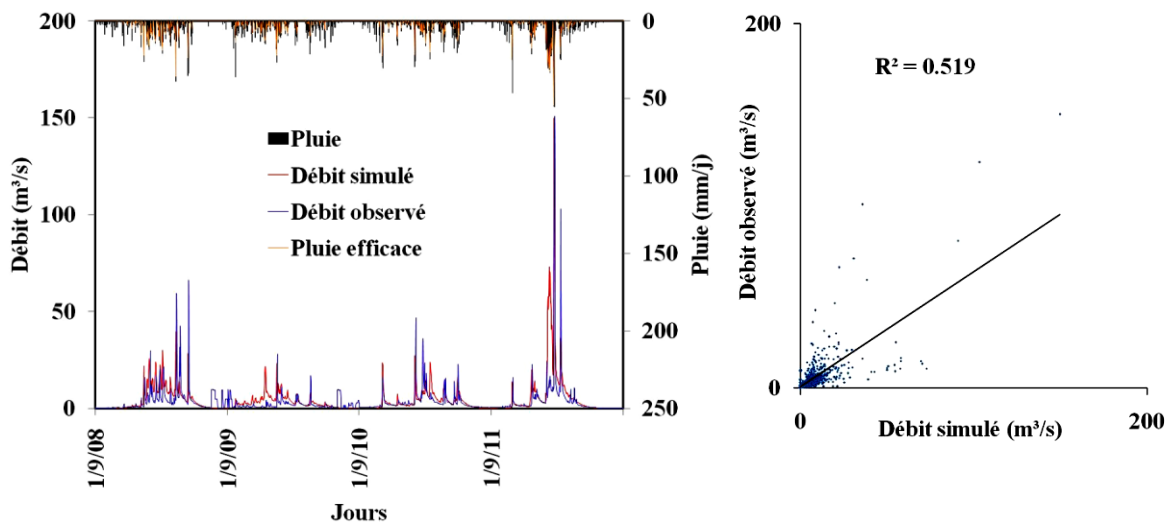 200
150
100
50
0
Débit (m³/s)
Pluie
Débit simulé
Débit observé
Pluie efficace
0
50
100
150
200
250
Pluie (mm/j)
1/9/08
1/9/09
1/9/10
1/9/11
Jours
200
0
Débit observé (m³/s)
R² = 0.519
0
Débit simulé (m³/s)
200